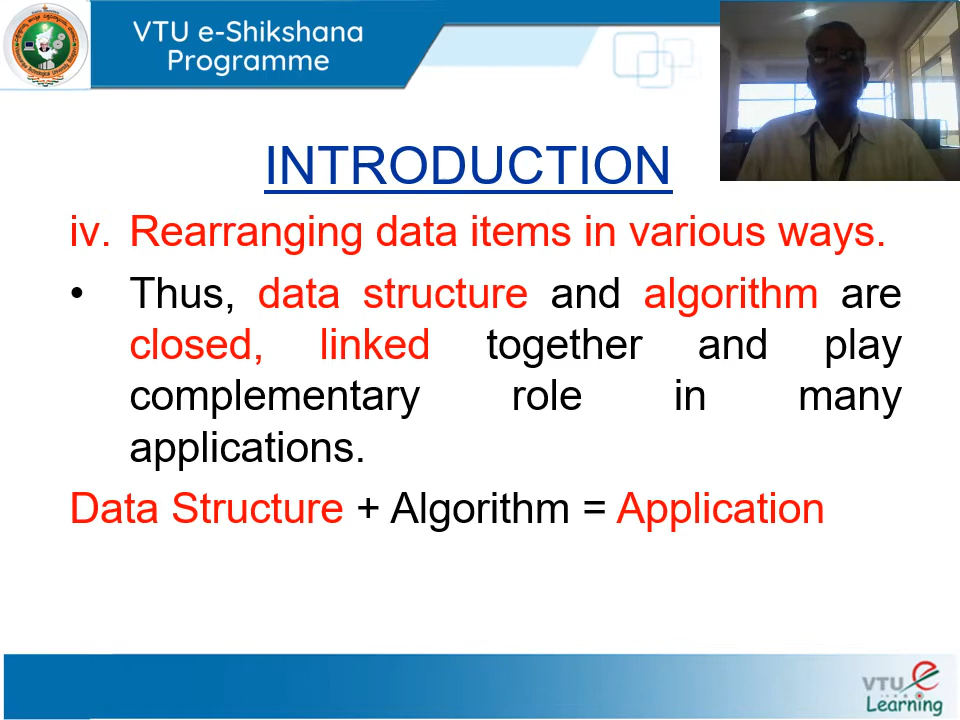 VTU e-Shikshana
Programme
INTRODUCTION
iv. Rearranging data items in various ways.
• Thus, data structure and algorithm are
closed, linked together and play
complementary role in many
applications.
Data Structure + Algorithm = Application
VTU e
Learning